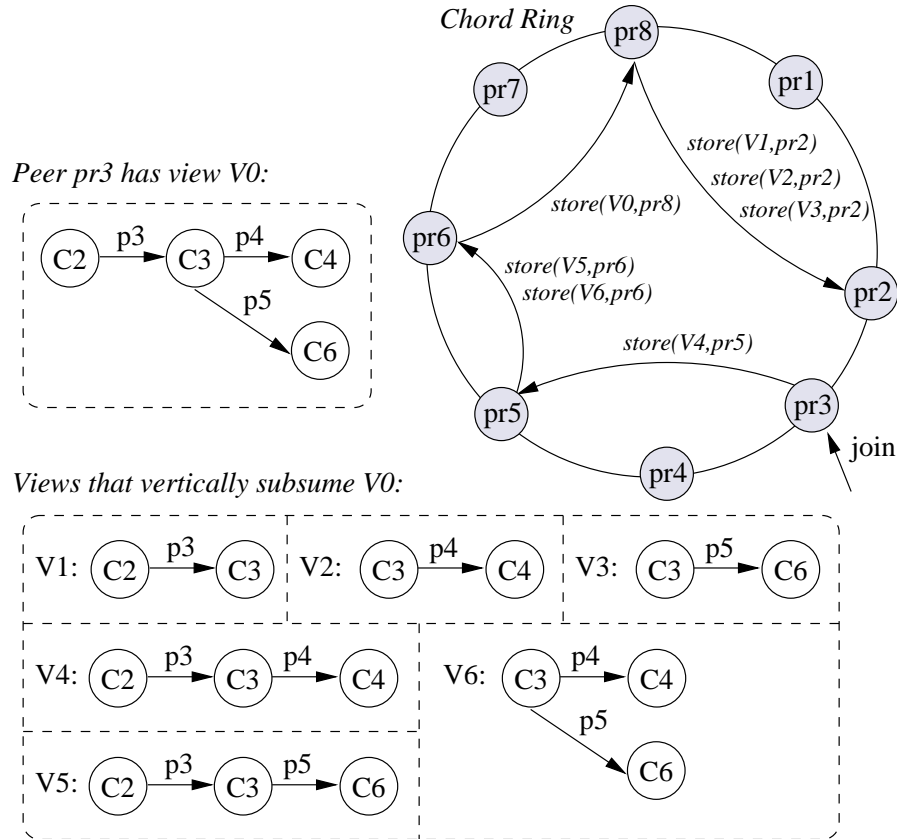 Chord Ring
pr8
pr7
pr1
store(V1,pr2)
store(V2,pr2)
store(V3,pr2)
Peer pr3 has view V0:
store(V0,pr8)
pr6
p3
p4
C2
C3
C4
store(V5,pr6)
store(V6,pr6)
pr2
p5
C6
store(V4,pr5)
pr5
pr3
join
pr4
Views that vertically subsume V0:
V1:
C2
p3
C3
V2:
C3
p4
C4
V3:
C3
p5
C6
V4:
C2
p3
C3
p4
C4
V6:
C3
p4
C4
p5
C6
V5:
C2
p3
C3
p5
C6